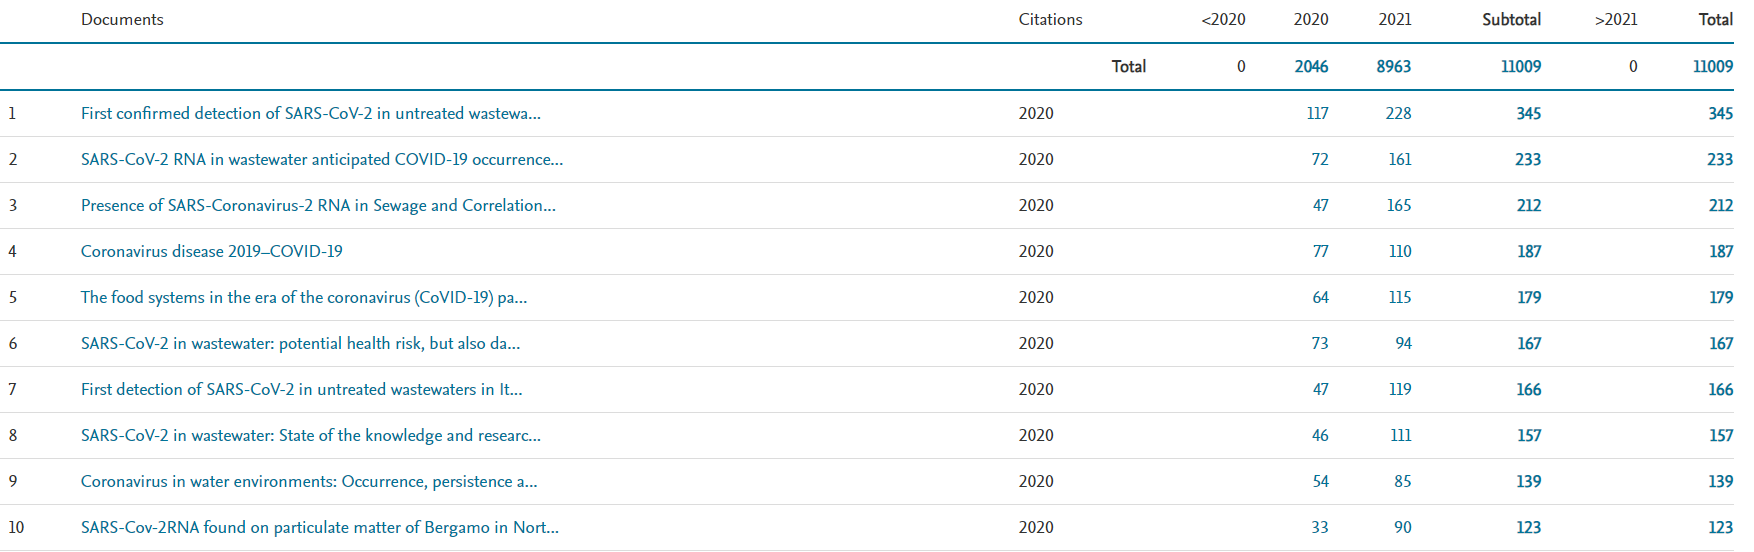 Documents Citations <2020 2020 2021 Subtotal >2021 Total
Total 0 2046 8963 11009 0 11009
1 First confirmed detection of SARS-CoV-2 in untreated wastewa... 2020 117 228 345 345
2 SARS-CoV-2 RNA in wastewater anticipated COVID-19 occurrence... 2020 72 161 233 233
3 Presence of SARS-Coronavirus-2 RNA in Sewage and Correlation... 2020 47 165 212 212
4 Coronavirus disease 2019–COVID-19 2020 77 110 187 187
5 The food systems in the era of the coronavirus (CoVID-19) pa... 2020 64 115 179 179
6 SARS-CoV-2 in wastewater: potential health risk, but also da... 2020 73 94 167 167
7 First detection of SARS-CoV-2 in untreated wastewaters in It... 2020 47 119 166 166
8 SARS-CoV-2 in wastewater: State of the knowledge and researc... 2020 46 111 157 157
9 Coronavirus in water environments: Occurrence, persistence a... 2020 54 85 139 139
10 SARS-Cov-2RNA found on particulate matter of Bergamo in Nort... 2020 33 90 123 123